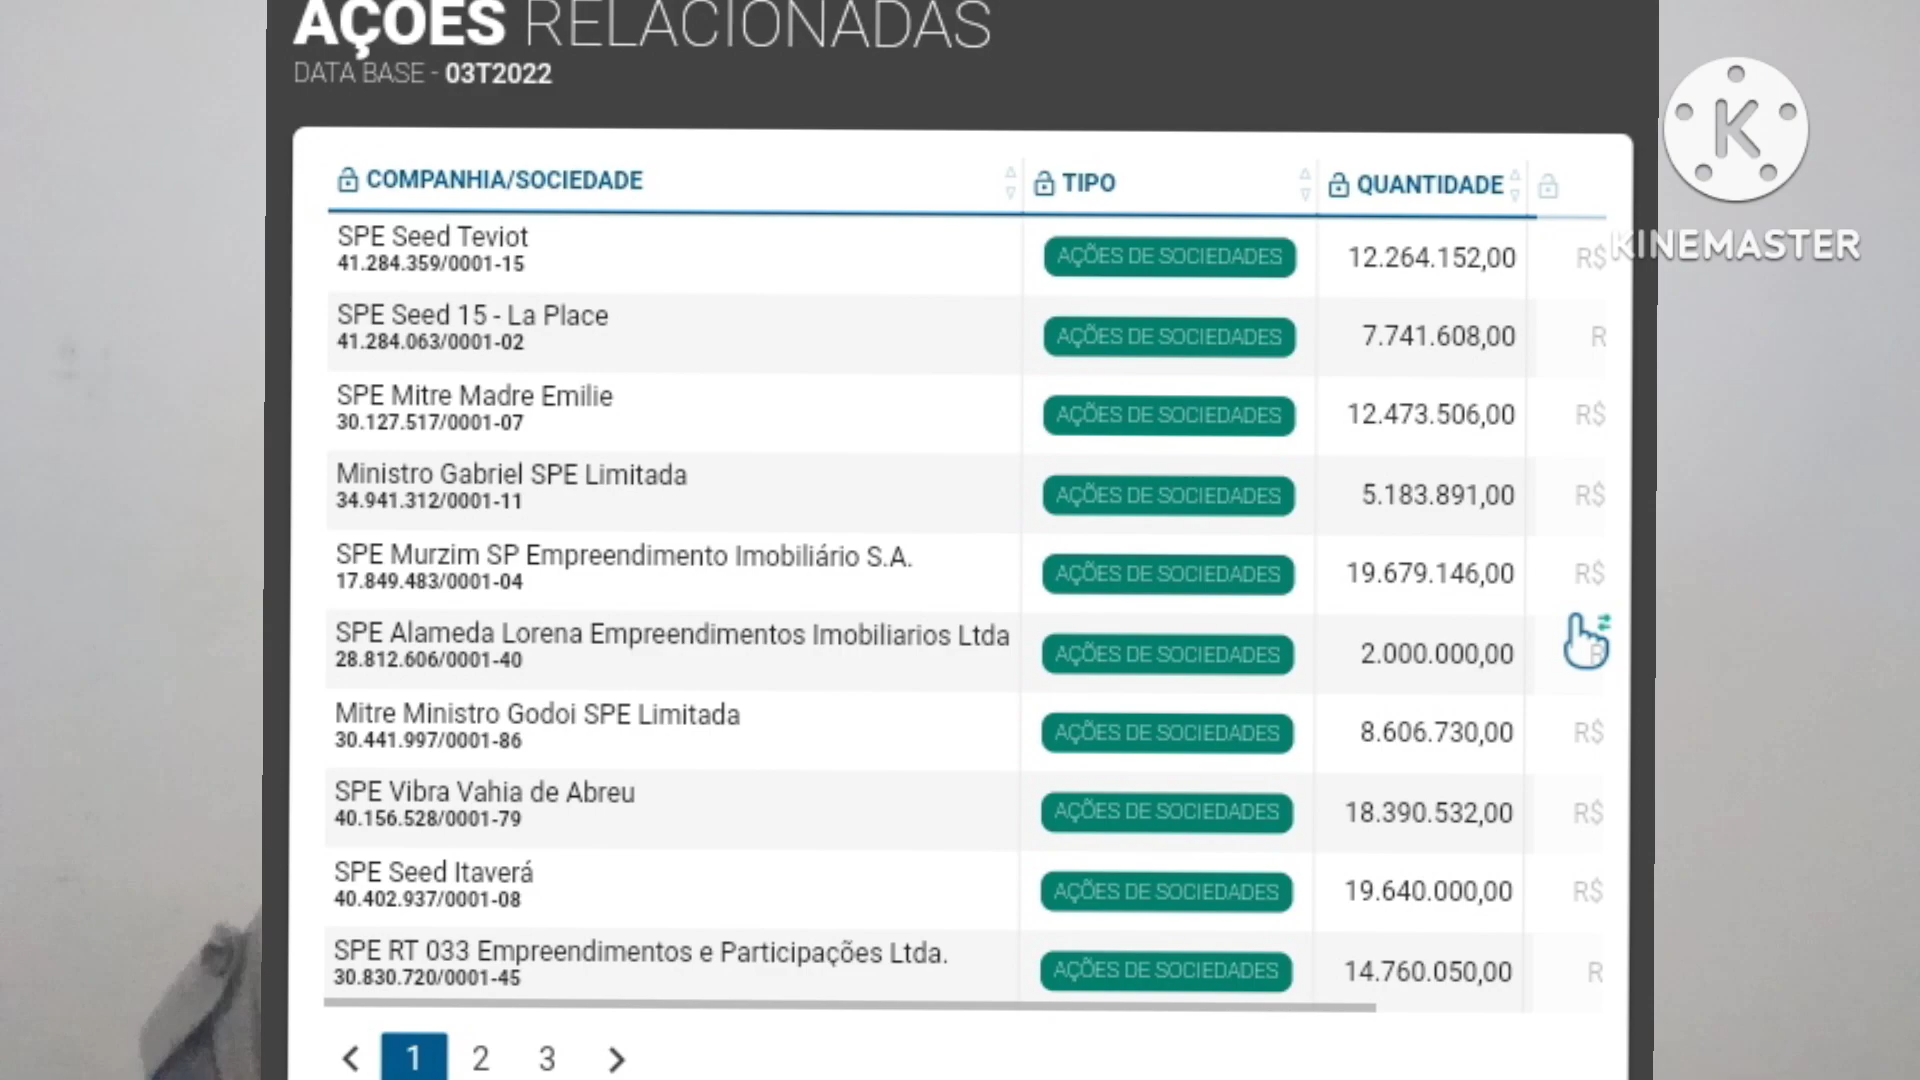 AÇÕES RELACIONADAS
DATA BASE - 03T2022
COMPANHIA/SOCIEDADE TIPO QUANTIDADE
SPE Seed Teviot
41.284.359/0001-15
AÇÕES DE SOCIEDADES 12.264.152,00 R$
SPE Seed 15 - La Place
41.284.063/0001-02
AÇÕES DE SOCIEDADES 7.741.608,00 R
SPE Mitre Madre Emilie
30.127.517/0001-07
AÇÕES DE SOCIEDADES 12.473.506,00 R$
Ministro Gabriel SPE Limitada
34.941.312/0001-11
AÇÕES DE SOCIEDADES 5.183.891,00 R$
SPE Murzim SP Empreendimento Imobiliário S.A.
17.849.483/0001-04
AÇÕES DE SOCIEDADES 19.679.146,00 R$
SPE Alameda Lorena Empreendimentos Imobiliarios Ltda
28.812.606/0001-40
AÇÕES DE SOCIEDADES 2.000.000,00 R
Mitre Ministro Godoi SPE Limitada
30.441.997/0001-86
AÇÕES DE SOCIEDADES 8.606.730,00 R$
SPE Vibra Vahia de Abreu
40.156.528/0001-79
AÇÕES DE SOCIEDADES 18.390.532,00 R$
SPE Seed Itaverá
40.402.937/0001-08
AÇÕES DE SOCIEDADES 19.640.000,00 R$
SPE RT 033 Empreendimentos e Participações Ltda.
30.830.720/0001-45
AÇÕES DE SOCIEDADES 14.760.050,00 R
1 2 3
K
KINEMASTER